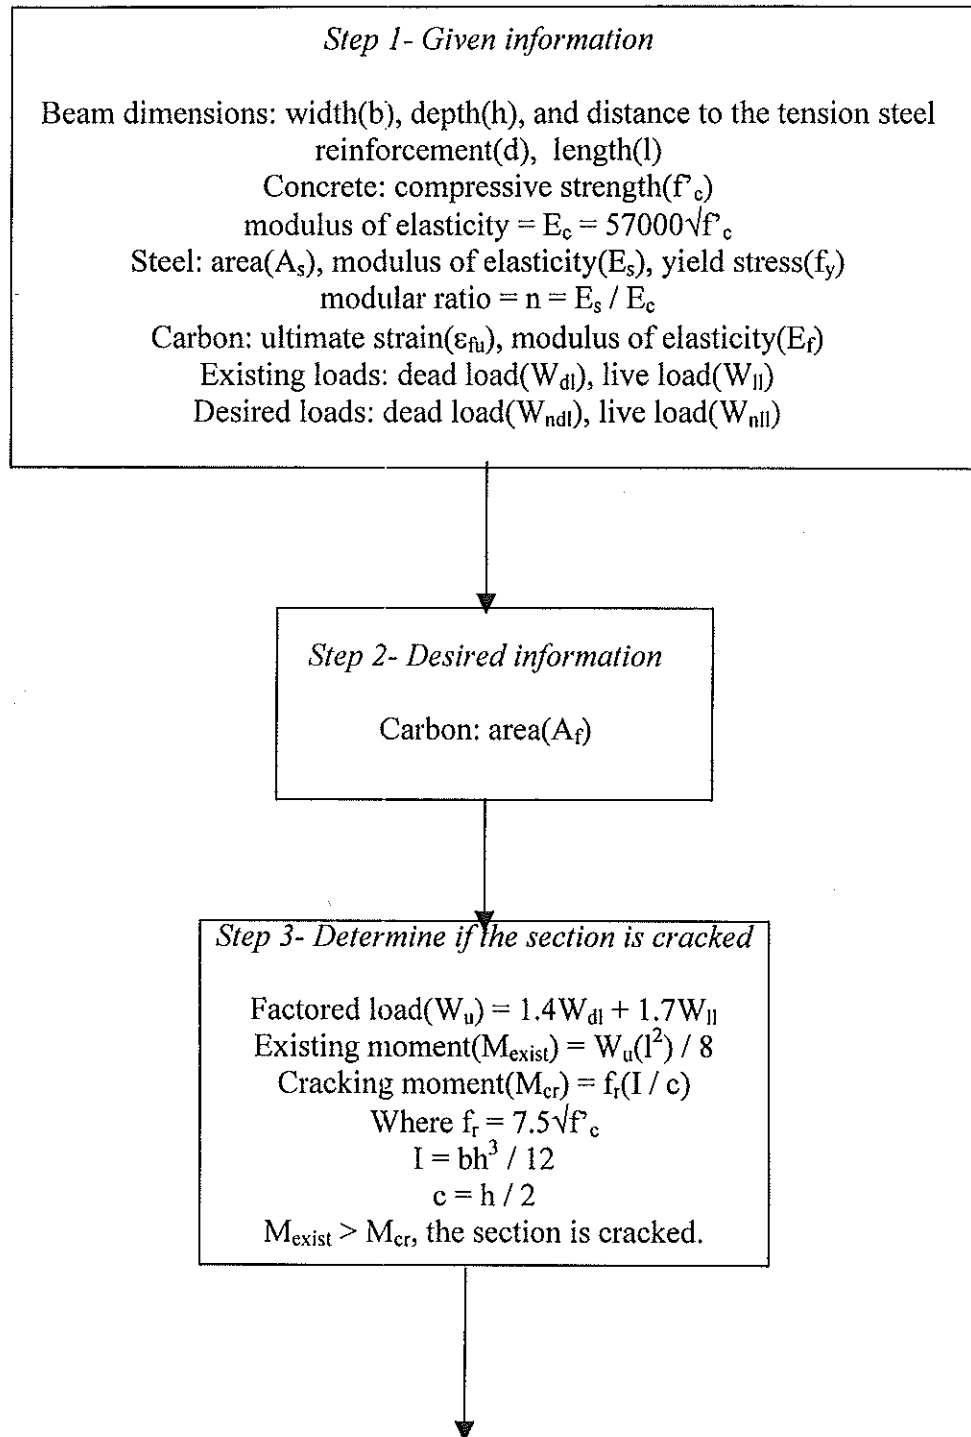 Step 1- Given information
Beam dimensions: width(b), depth(h), and distance to the tension steel
reinforcement(d), length(l)
Concrete: compressive strength(f'c)
modulus of elasticity = Ec = 57000√f'c
Steel: area(As), modulus of elasticity(Es), yield stress(fy)
modular ratio = n = Es / Ec
Carbon: ultimate strain(εfu), modulus of elasticity(Ef)
Existing loads: dead load(Wdl), live load(Wll)
Desired loads: dead load(Wndl), live load(Wnll)
Step 2- Desired information
Carbon: area(Af)
Step 3- Determine if the section is cracked
Factored load(Wu) = 1.4Wdl + 1.7Wll
Existing moment(Mexist) = Wu(l²) / 8
Cracking moment(Mcr) = fr(I / c)
Where fr = 7.5√f'c
I = bh³ / 12
c = h / 2
Mexist > Mcr, the section is cracked.